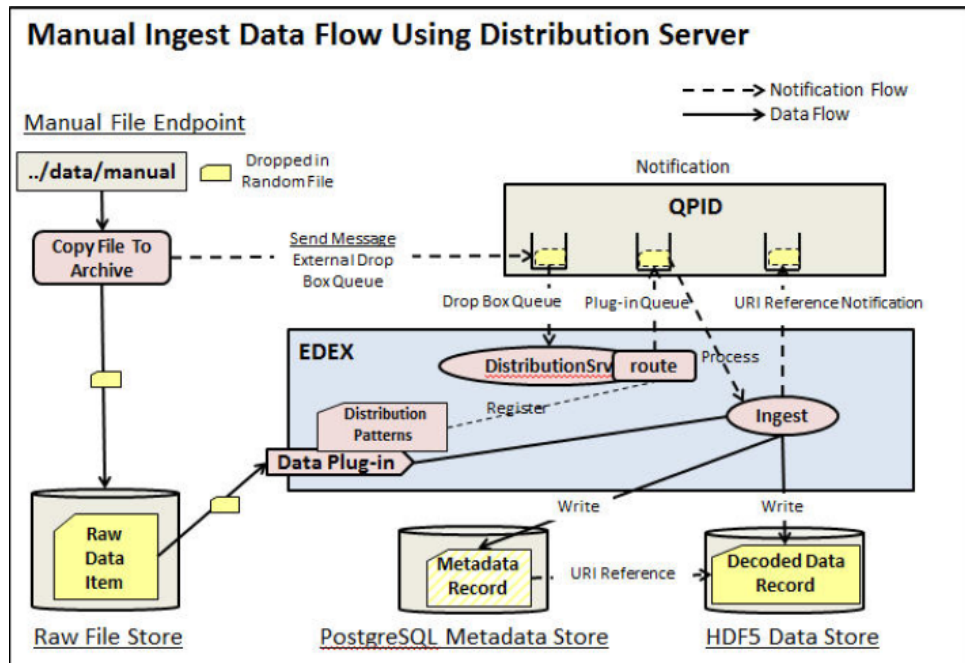 Manual Ingest Data Flow Using Distribution Server
Notification Flow
Data Flow
Manual File Endpoint
../data/manual
Dropped in
Random File
Notification
QPID
Copy File To
Archive
Send Message
External Drop
Box Queue
Drop Box Queue
Plug-in Queue
URI Reference Notification
EDEX
DistributionSrv
route
Process
Register
Distribution
Patterns
Ingest
Data Plug-in
Write
Write
Raw
Data
Item
Metadata
Record
URI Reference
Decoded Data
Record
Raw File Store
PostgreSQL Metadata Store
HDF5 Data Store